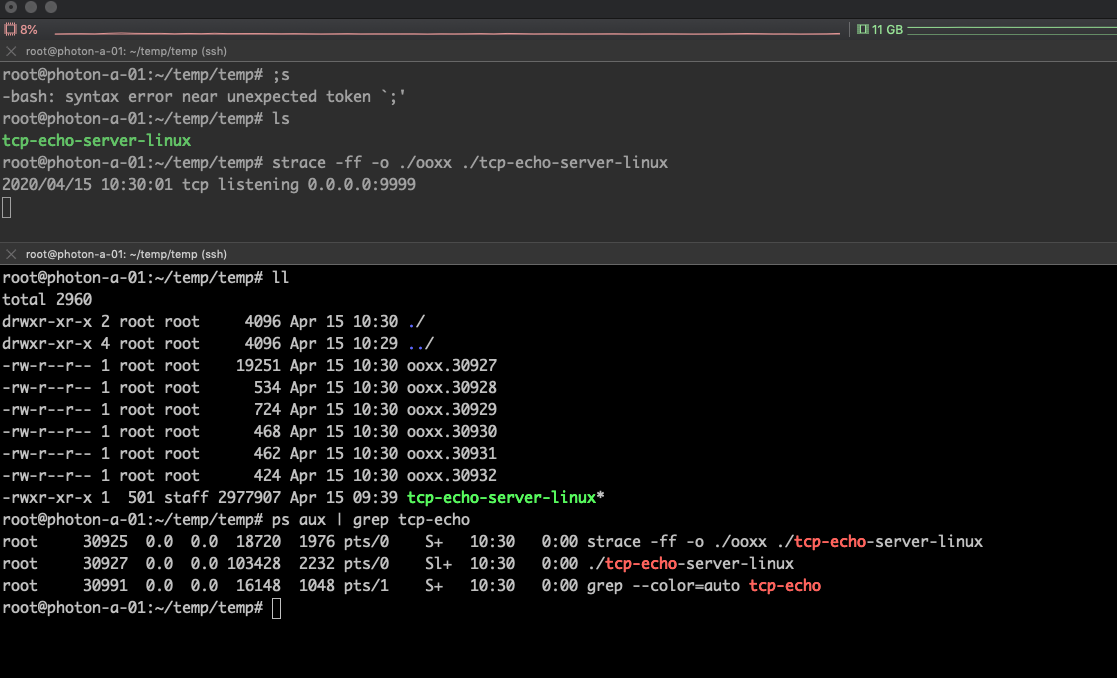 8%
11 GB
root@photon-a-01: ~/temp/temp (ssh)
root@photon-a-01:~/temp/temp# ;s
-bash: syntax error near unexpected token `;'
root@photon-a-01:~/temp/temp# ls
tcp-echo-server-linux
root@photon-a-01:~/temp/temp# strace -ff -o ./ooxx ./tcp-echo-server-linux
2020/04/15 10:30:01 tcp listening 0.0.0.0:9999
root@photon-a-01: ~/temp/temp (ssh)
root@photon-a-01:~/temp/temp# ll
total 2960
drwxr-xr-x 2 root root     4096 Apr 15 10:30 ./
drwxr-xr-x 4 root root     4096 Apr 15 10:29 ../
-rw-r--r-- 1 root root    19251 Apr 15 10:30 ooxx.30927
-rw-r--r-- 1 root root      534 Apr 15 10:30 ooxx.30928
-rw-r--r-- 1 root root      724 Apr 15 10:30 ooxx.30929
-rw-r--r-- 1 root root      468 Apr 15 10:30 ooxx.30930
-rw-r--r-- 1 root root      462 Apr 15 10:30 ooxx.30931
-rw-r--r-- 1 root root      424 Apr 15 10:30 ooxx.30932
-rwxr-xr-x 1  501 staff 2977907 Apr 15 09:39 tcp-echo-server-linux*
root@photon-a-01:~/temp/temp# ps aux | grep tcp-echo
root     30925  0.0  0.0  18720  1976 pts/0    S+   10:30   0:00 strace -ff -o ./ooxx ./tcp-echo-server-linux
root     30927  0.0  0.0 103428  2232 pts/0    Sl+  10:30   0:00 ./tcp-echo-server-linux
root     30991  0.0  0.0  16148  1048 pts/1    S+   10:30   0:00 grep --color=auto tcp-echo
root@photon-a-01:~/temp/temp#